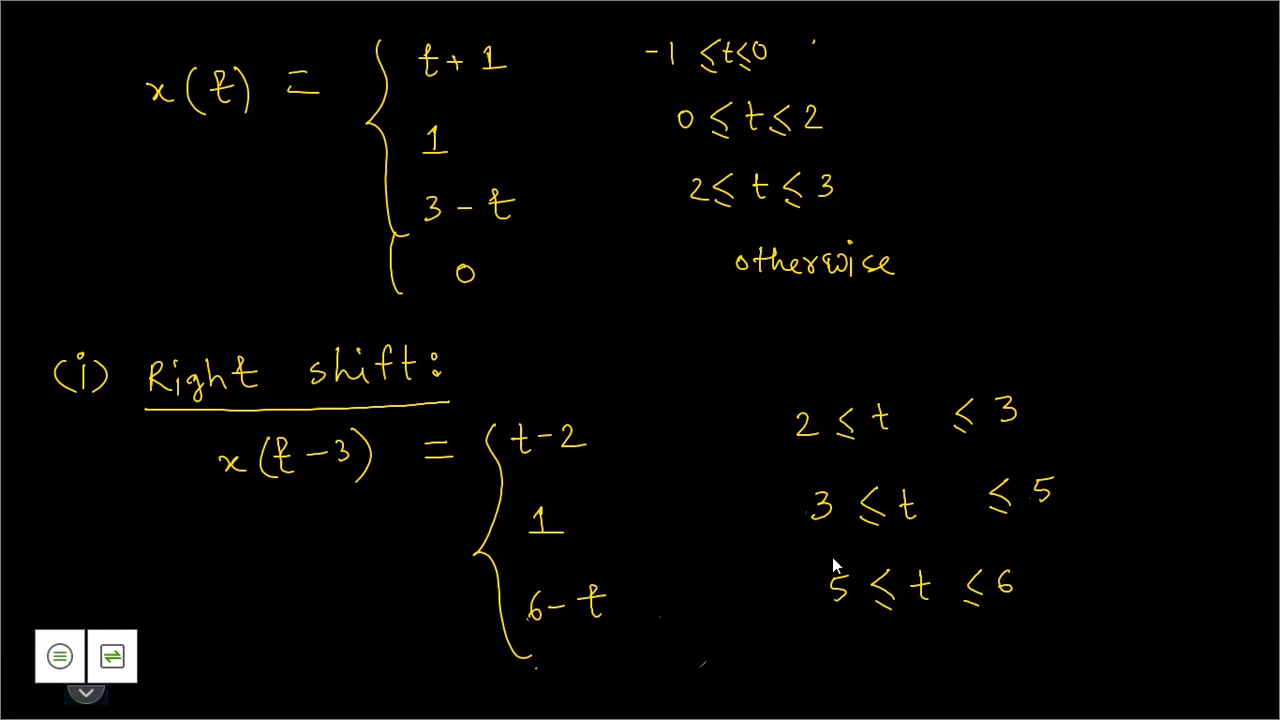 x(t) = { t + 1 -1 ≤ t ≤ 0
1 0 ≤ t ≤ 2
3 - t 2 ≤ t ≤ 3
0 otherwise
(i) Right shift:
x(t-3) = { t-2 2 ≤ t ≤ 3
1 3 ≤ t ≤ 5
6-t 5 ≤ t ≤ 6